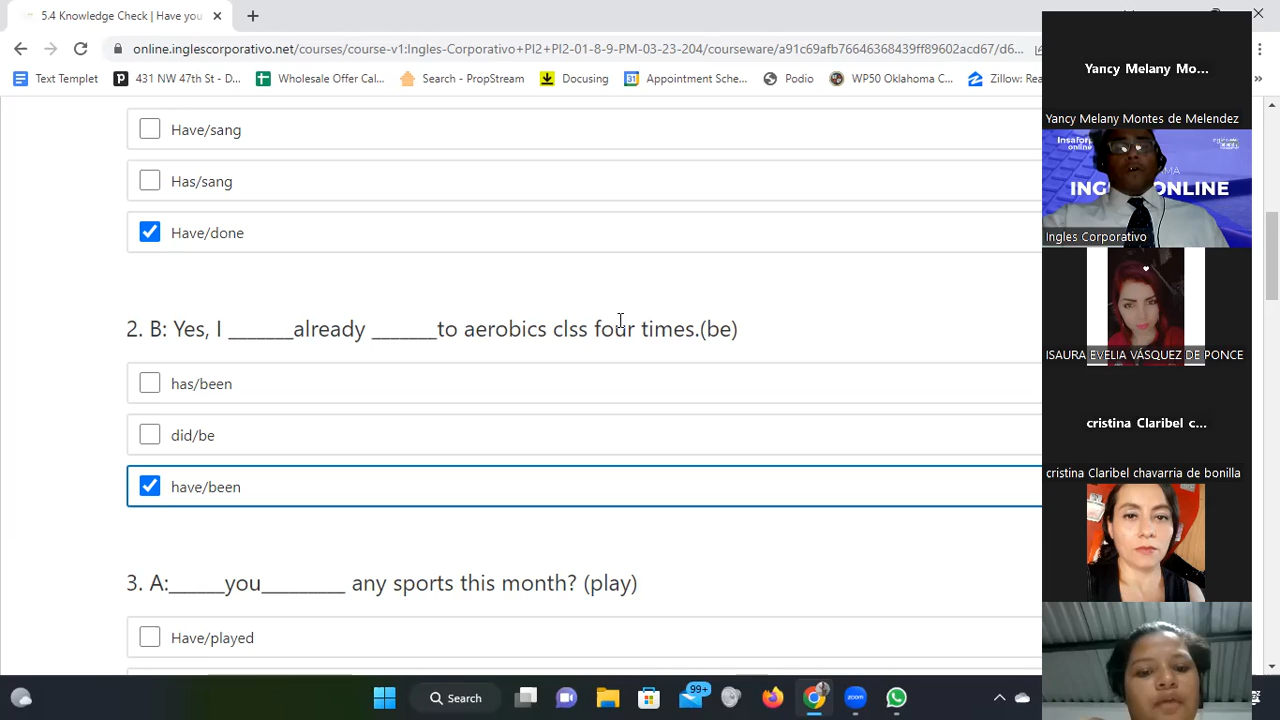 5.4 Knowledge Check | Have you
online.inglescorporativo.net/courses/course-v1:Ingles-Corporativo+PI2+PI2-01-8-9-PM-03-23-204/courseware/a91c69afb76646368439ff89602acd67/d6...
Text Templet
431 NW 47th St - D...
Wholesale Offer Cal...
Search - PropStream
Docusing
Appointment Sche...
Podio
WP50 Oklahoma C...
Zillow: Rea
Have/sang
Has/sang
Have/done
2. B: Yes, I _______already _______to aerobics clss four times.(be)
has/been
did/be
have/been
3. A:______you_________ any sports this month? (play)
Have/played
Search
99+
Yancy Melany Mo...
Yancy Melany Montes de Melendez
online
Ingles Corporativo
ISAURA EVELIA VÁSQUEZ DE PONCE
cristina Claribel c...
cristina Claribel chavarria de bonilla